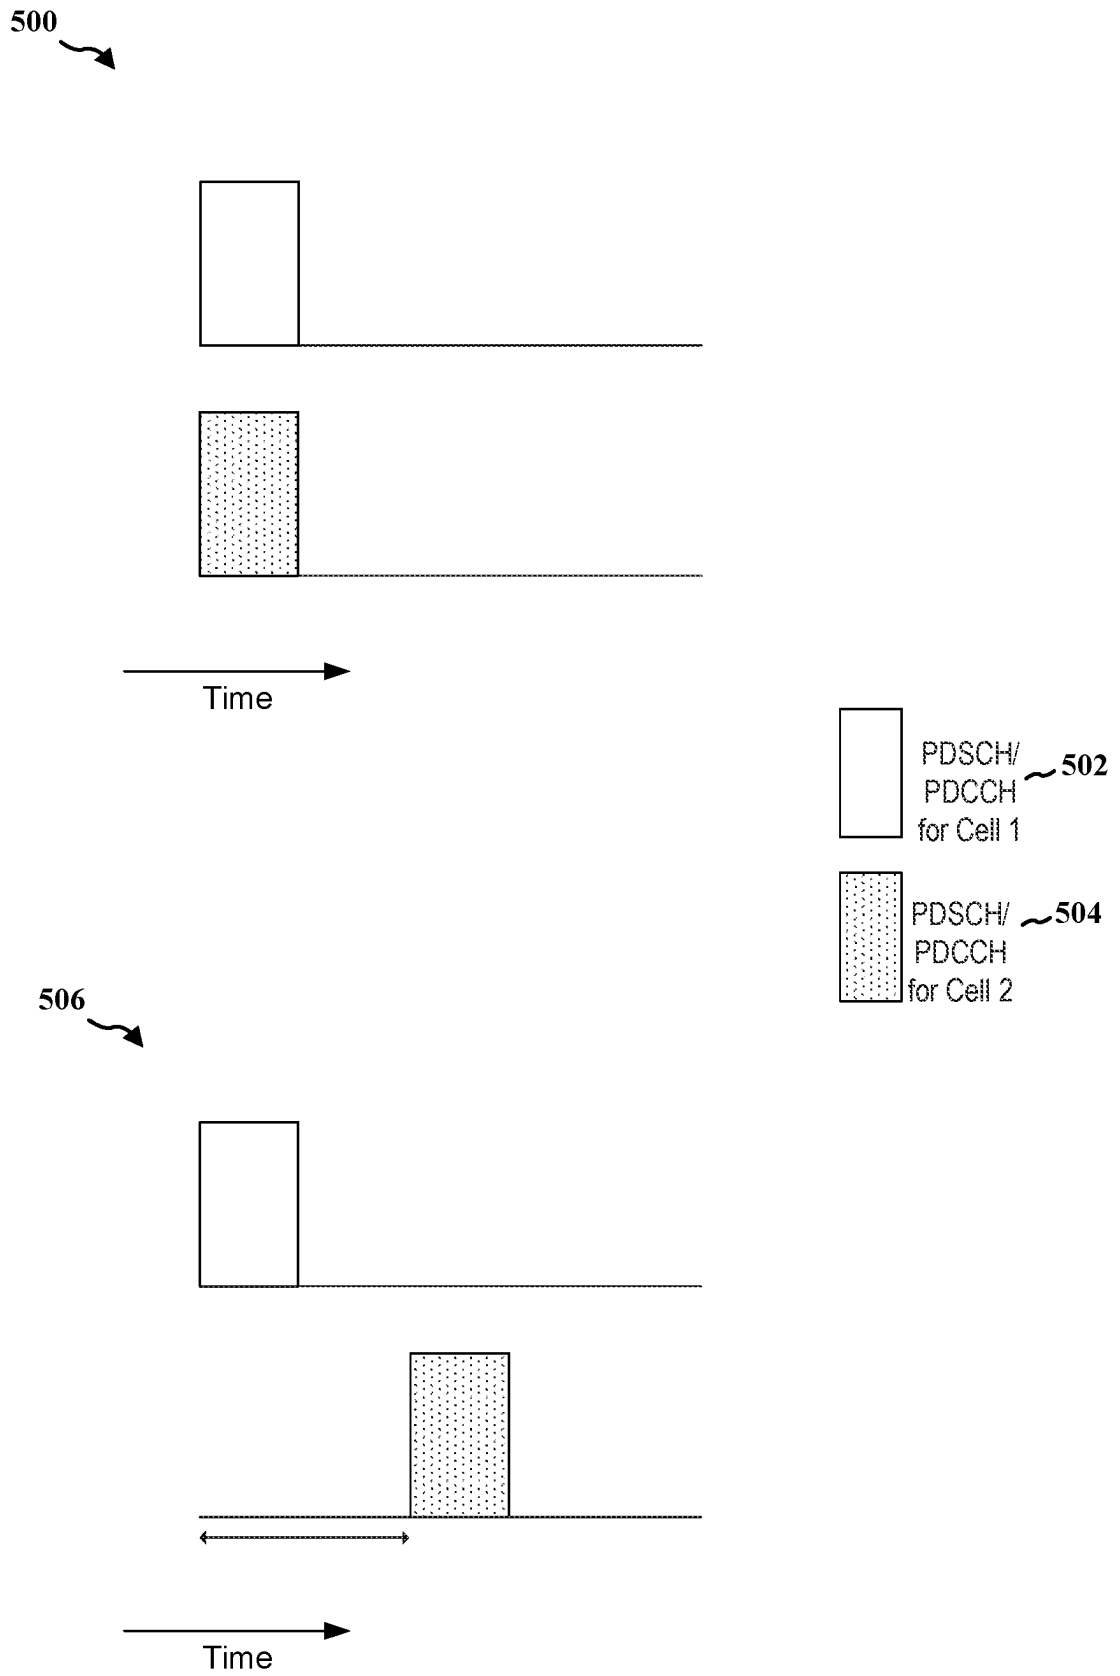 500
Time
PDSCH/
PDCCH
for Cell 1
502
PDSCH/
PDCCH
for Cell 2
504
506
Time